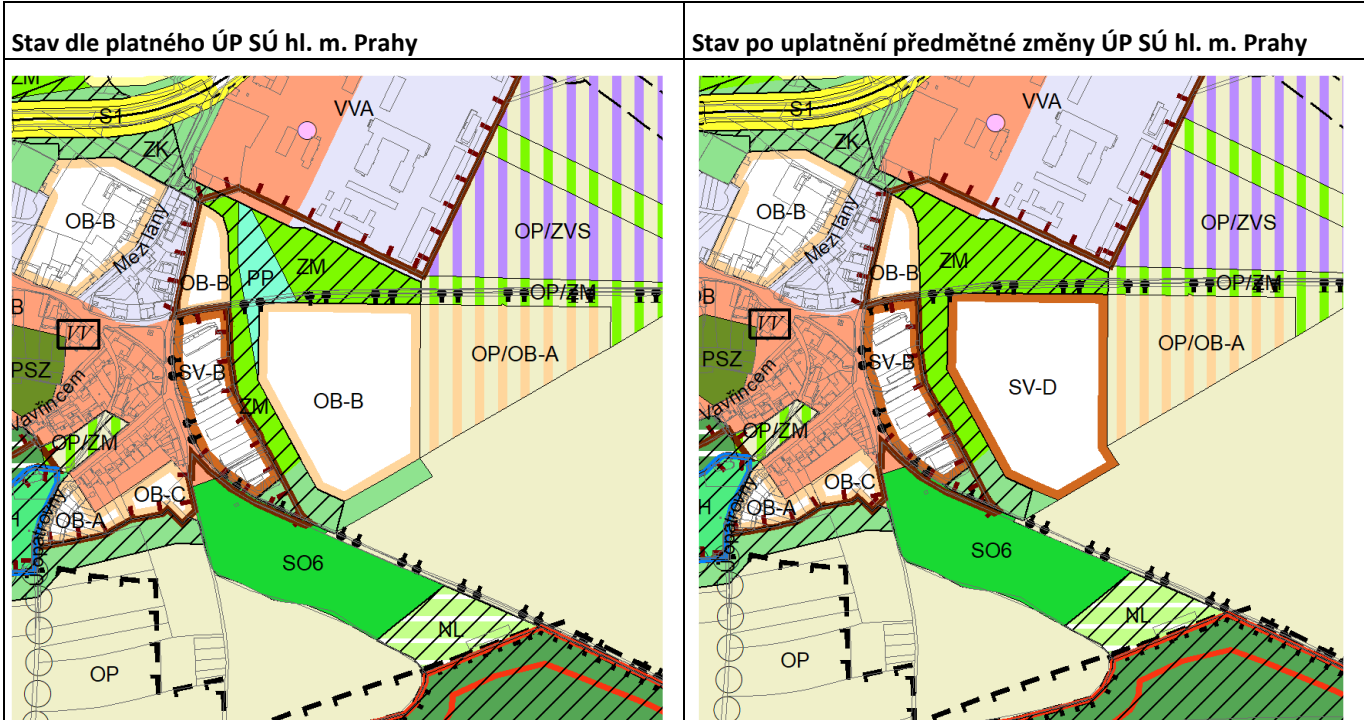 Stav dle platného ÚP SÚ hl. m. Prahy
ZM
S1
VVA
ZK
OB-B
Mezi lány
OP/ZVS
OB-B
PP
ZM
OP/ZM
B
VV
PSZ
SV-B
OP/OB-A
OB-B
Vavřincem
ZM
OP/ZM
OB-C
OB-A
H
SO6
NL
OP
Stav po uplatnění předmětné změny ÚP SÚ hl. m. Prahy
ZM
S1
VVA
ZK
OB-B
Mezi lány
OP/ZVS
OB-B
ZM
OP/ZM
OB
VV
PSZ
SV-B
OP/OB-A
SV-D
Vavřincem
OP/ZM
OB-C
OB-A
H
SO6
NL
OP